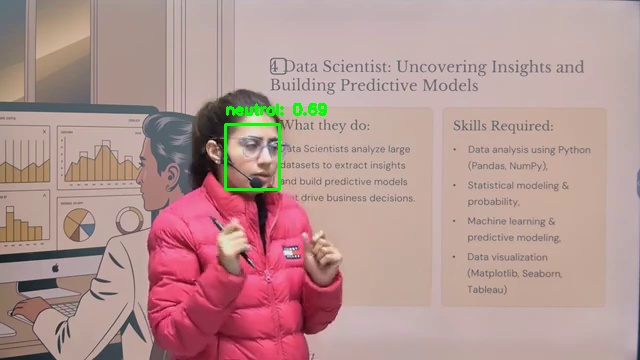 4 Data Scientist: Uncovering Insights and
Building Predictive Models
neutral: 0.69
What they do:
Data Scientists analyze large
datasets to extract insights
and build predictive models
drive business decisions.
Skills Required:
Data analysis using Python
(Pandas, NumPy),
Statistical modeling &
probability,
Machine learning &
predictive modeling,
Data visualization
(Matplotlib, Seaborn,
Tableau)